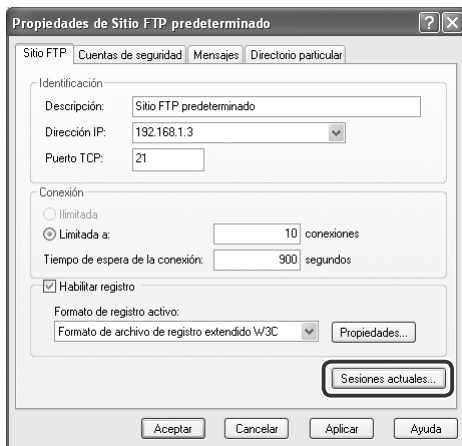 Propiedades de Sitio FTP predeterminado
Sitio FTP Cuentas de seguridad Mensajes Directorio particular
Identificación
Descripción: Sitio FTP predeterminado
Dirección IP: 192.168.1.3
Puerto TCP: 21
Conexión
Ilimitada
Limitada a: 10 conexiones
Tiempo de espera de la conexión: 900 segundos
Habilitar registro
Formato de registro activo:
Formato de archivo de registro extendido W3C Propiedades...
Sesiones actuales...
Aceptar Cancelar Aplicar Ayuda